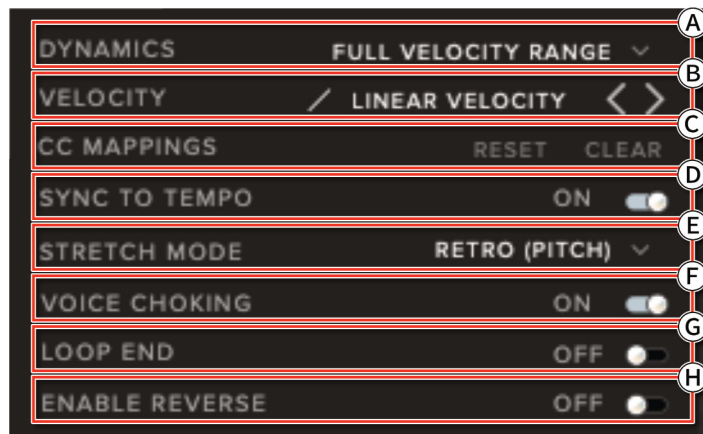 A
DYNAMICS FULL VELOCITY RANGE
B
VELOCITY LINEAR VELOCITY
C
CC MAPPINGS RESET CLEAR
D
SYNC TO TEMPO ON
E
STRETCH MODE RETRO (PITCH)
F
VOICE CHOKING ON
G
LOOP END OFF
H
ENABLE REVERSE OFF